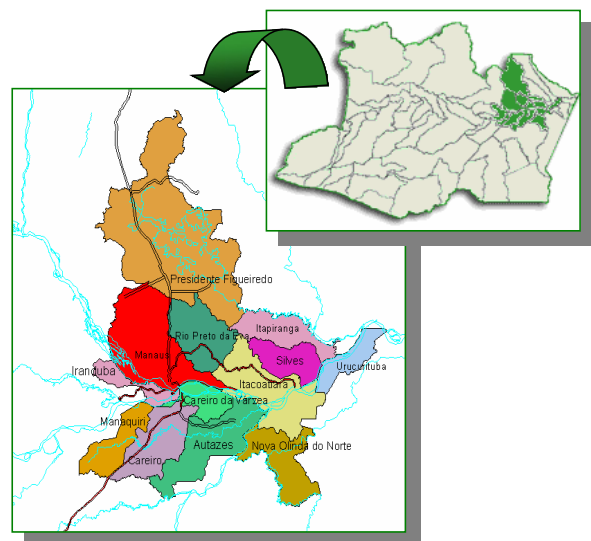 Presidente Figueiredo
Rio Preto da Eva
Itapiranga
Manaus
Silves
Urucurituba
Iranduba
Itacoatiara
Careiro da Várzea
Manaquiri
Autazes
Nova Olinda do Norte
Careiro